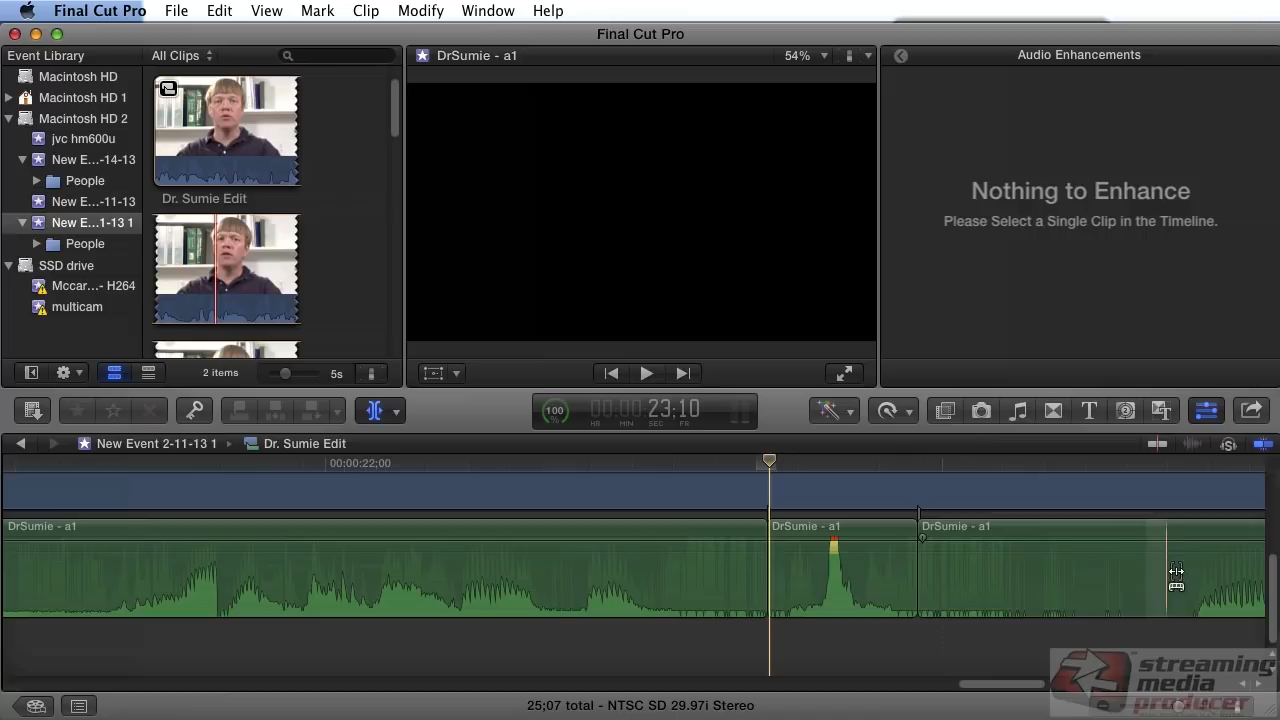 Final Cut Pro File Edit View Mark Clip Modify Window Help
Final Cut Pro
Event Library
All Clips
DrSumie - a1
54%
Audio Enhancements
Macintosh HD
Macintosh HD 1
Macintosh HD 2
jvc hm600u
New E...-14-13
People
New E...-11-13
New E...1-13 1
People
SSD drive
Mccar...- H264
multicam
Dr. Sumie Edit
Nothing to Enhance
Please Select a Single Clip in the Timeline.
2 items
5s
100
%
00:00:23;10
HR MIN SEC FR
New Event 2-11-13 1
Dr. Sumie Edit
00:00:22;00
DrSumie - a1
DrSumie - a1
DrSumie - a1
streaming
media
producer
25;07 total - NTSC SD 29.97i Stereo